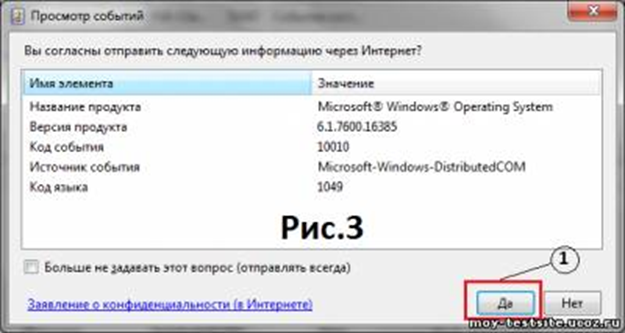 Просмотр событий
Вы согласны отправить следующую информацию через Интернет?
Имя элемента Значение
Название продукта Microsoft® Windows® Operating System
Версия продукта 6.1.7600.16385
Код события 10010
Источник события Microsoft-Windows-DistributedCOM
Код языка 1049
Рис.3
1
Больше не задавать этот вопрос (отправлять всегда)
Заявление о конфиденциальности (в Интернете)
Да Нет
moy-testsite.ucoz.ru